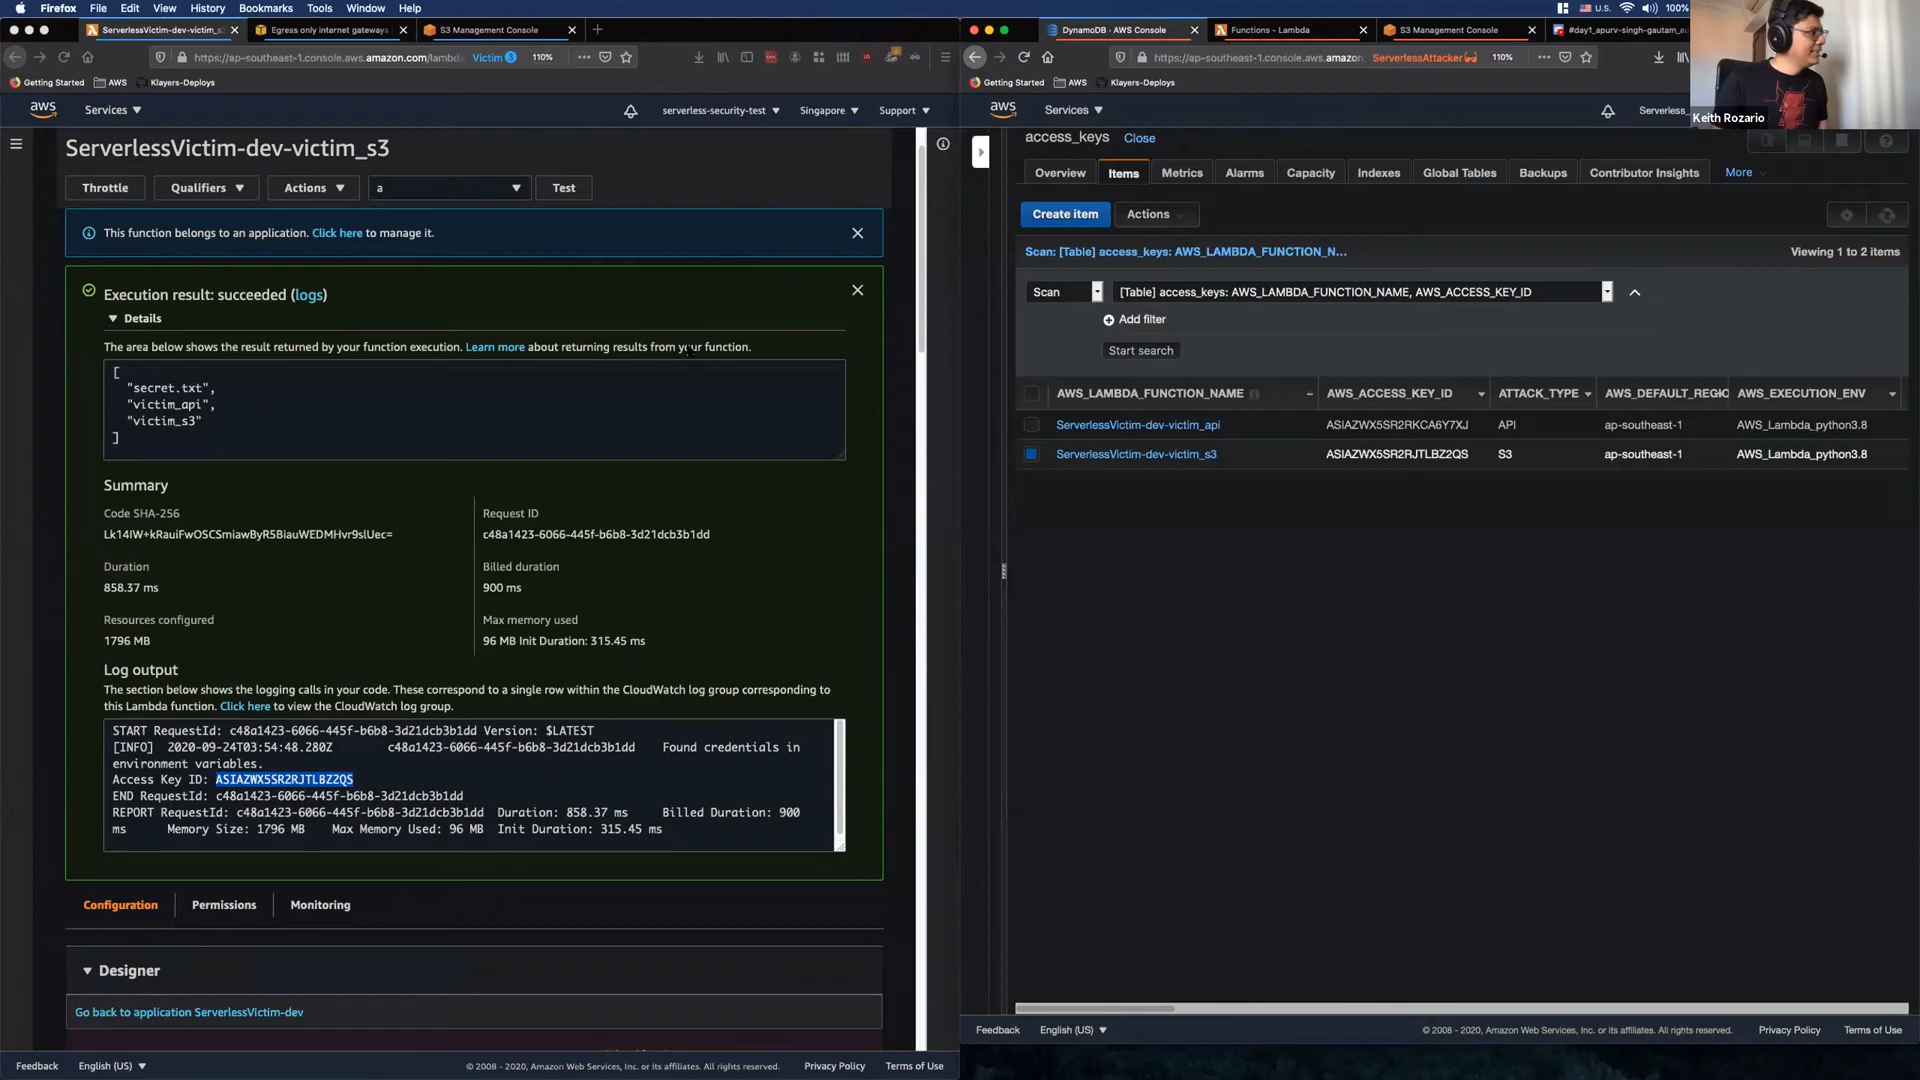 Firefox File Edit View History Bookmarks Tools Window Help
U.S. 100%
ServerlessVictim-dev-victim_s
Egress only internet gateways
S3 Management Console
https://ap-southeast-1.console.aws.amazon.com/lambd
Victim
110%
Getting Started AWS Klayers-Deploys
aws Services serverless-security-test Singapore Support
ServerlessVictim-dev-victim_s3
Throttle Qualifiers Actions a Test
This function belongs to an application. Click here to manage it.
Execution result: succeeded (logs)
Details
The area below shows the result returned by your function execution. Learn more about returning results from your function.
[
"secret.txt",
"victim_api",
"victim_s3"
]
Summary
Code SHA-256
Lk14IW+kRauiFwOSCSmiawByR5BiauWEDMHvr9slUec=
Request ID
c48a1423-6066-445f-b6b8-3d21dcb3b1dd
Duration
858.37 ms
Billed duration
900 ms
Resources configured
1796 MB
Max memory used
96 MB Init Duration: 315.45 ms
Log output
The section below shows the logging calls in your code. These correspond to a single row within the CloudWatch log group corresponding to
this Lambda function. Click here to view the CloudWatch log group.
START RequestId: c48a1423-6066-445f-b6b8-3d21dcb3b1dd Version: $LATEST
[INFO] 2020-09-24T03:54:48.280Z c48a1423-6066-445f-b6b8-3d21dcb3b1dd Found credentials in
environment variables.
Access Key ID: ASIAZWX5SR2RJTLBZ2QS
END RequestId: c48a1423-6066-445f-b6b8-3d21dcb3b1dd
REPORT RequestId: c48a1423-6066-445f-b6b8-3d21dcb3b1dd Duration: 858.37 ms Billed Duration: 900
ms Memory Size: 1796 MB Max Memory Used: 96 MB Init Duration: 315.45 ms
Configuration Permissions Monitoring
Designer
Go back to application ServerlessVictim-dev
Feedback English (US) © 2008 - 2020, Amazon Web Services, Inc. or its affiliates. All rights reserved. Privacy Policy Terms of Use
DynamoDB - AWS Console
Functions - Lambda
S3 Management Console
#day1_apurv-singh-gautam_au
https://ap-southeast-1.console.aws.amazon.
ServerlessAttacker
110%
Getting Started AWS Klayers-Deploys
aws Services Serverless_
Keith Rozario
access_keys Close
Overview Items Metrics Alarms Capacity Indexes Global Tables Backups Contributor Insights More
Create item Actions
Scan: [Table] access_keys: AWS_LAMBDA_FUNCTION_N... Viewing 1 to 2 items
Scan [Table] access_keys: AWS_LAMBDA_FUNCTION_NAME, AWS_ACCESS_KEY_ID
Add filter
Start search
AWS_LAMBDA_FUNCTION_NAME AWS_ACCESS_KEY_ID ATTACK_TYPE AWS_DEFAULT_REGIO AWS_EXECUTION_ENV
ServerlessVictim-dev-victim_api ASIAZWX5SR2RKCA6Y7XJ API ap-southeast-1 AWS_Lambda_python3.8
ServerlessVictim-dev-victim_s3 ASIAZWX5SR2RJTLBZ2QS S3 ap-southeast-1 AWS_Lambda_python3.8
Feedback English (US) © 2008 - 2020, Amazon Web Services, Inc. or its affiliates. All rights reserved. Privacy Policy Terms of Use